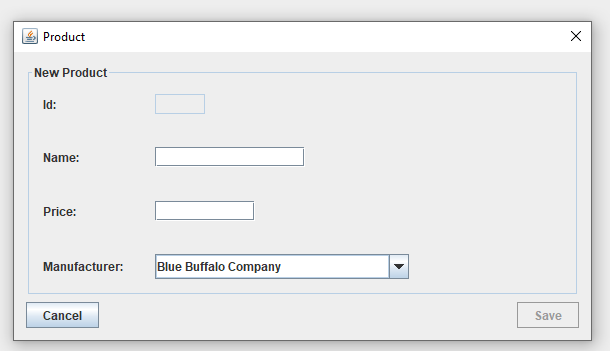 Product
New Product
Id:
Name:
Price:
Manufacturer: Blue Buffalo Company
Cancel Save